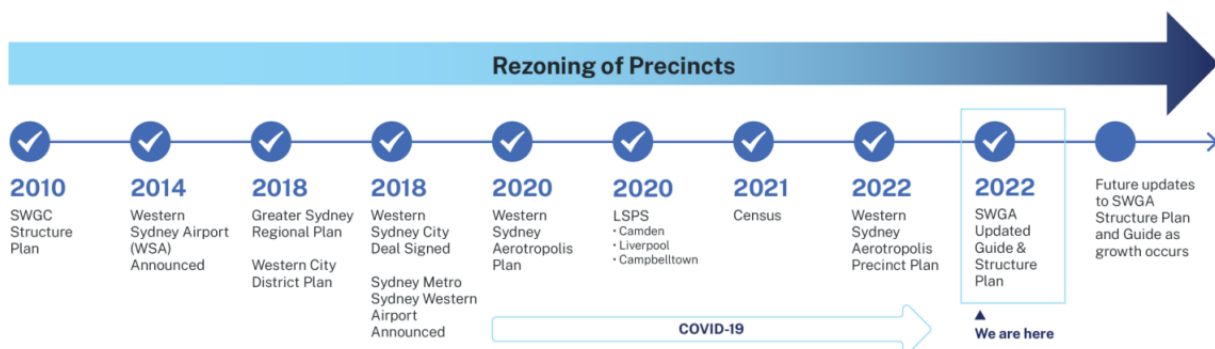 Rezoning of Precincts
2010
SWGC
Structure
Plan
2014
Western
Sydney Airport
(WSA)
Announced
2018
Greater Sydney
Regional Plan
Western City
District Plan
2018
Western
Sydney City
Deal Signed
Sydney Metro
Sydney Western
Airport
Announced
2020
Western
Sydney
Aerotropolis
Plan
2020
LSPS
• Camden
• Liverpool
• Campbelltown
2021
Census
2022
Western
Sydney
Aerotropolis
Precinct Plan
2022
SWGA
Updated
Guide &
Structure
Plan
Future updates
to SWGA
Structure Plan
and Guide as
growth occurs
COVID-19
We are here